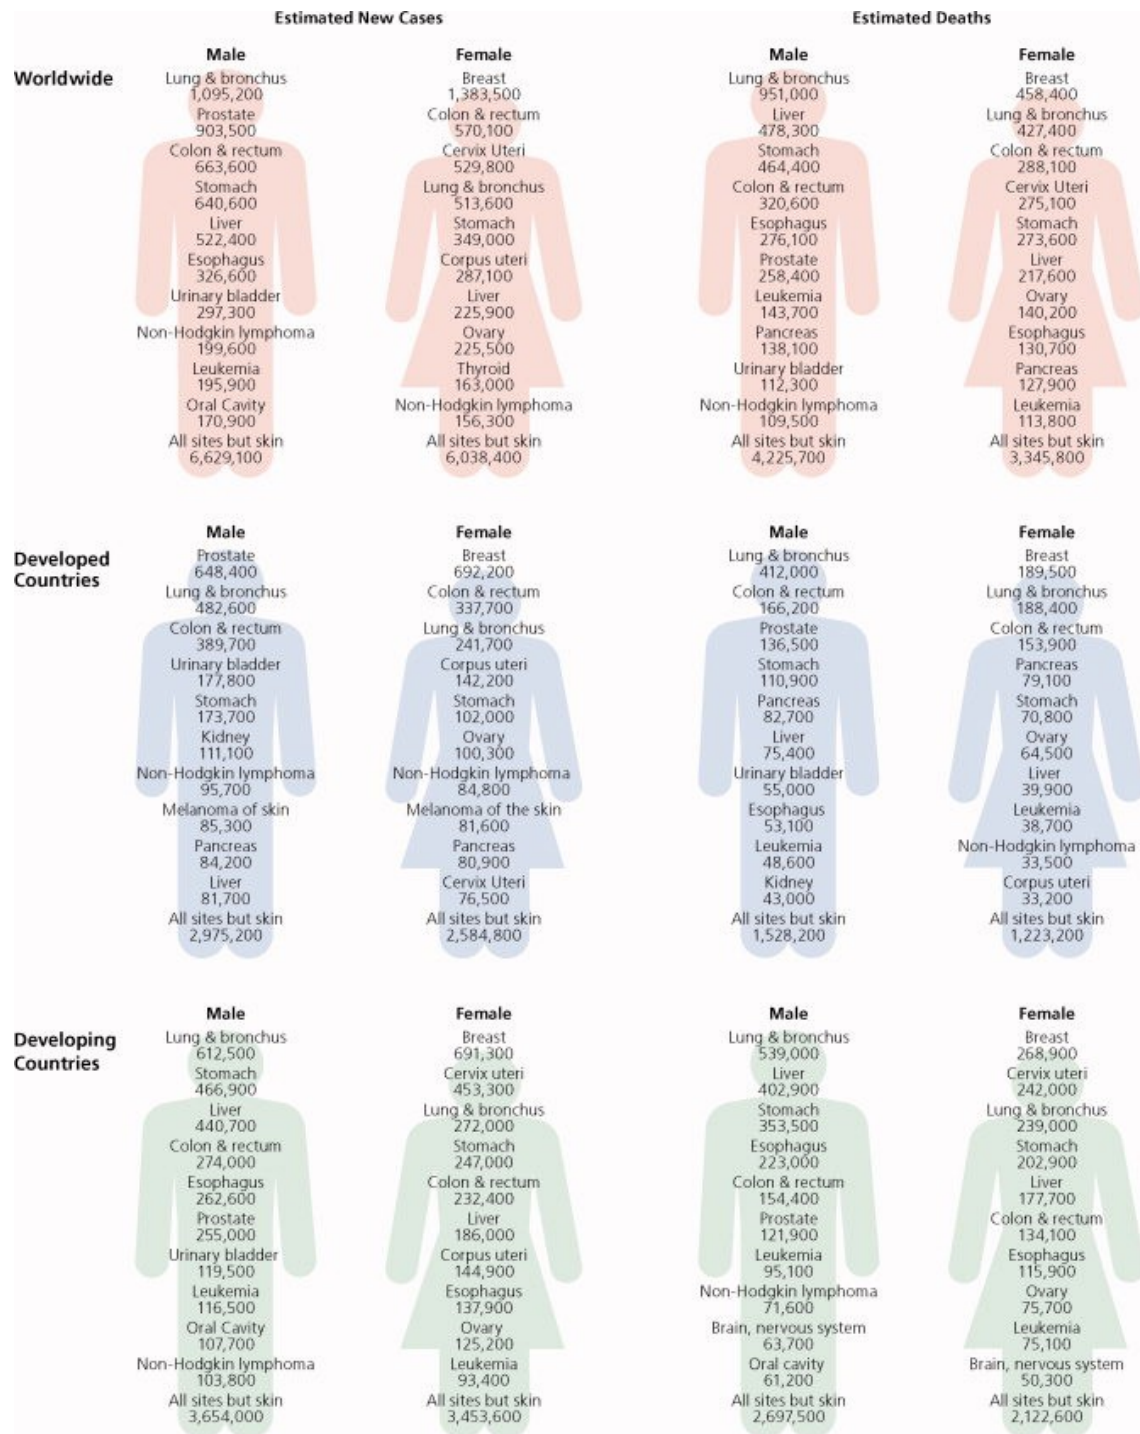 Estimated New Cases
Estimated Deaths
Male
Female
Male
Female
Worldwide
Lung & bronchus
1,095,200
Prostate
903,500
Colon & rectum
663,600
Stomach
640,600
Liver
522,400
Esophagus
326,600
Urinary bladder
297,300
Non-Hodgkin lymphoma
199,600
Leukemia
195,900
Oral Cavity
170,900
All sites but skin
6,629,100
Breast
1,383,500
Colon & rectum
570,100
Cervix Uteri
529,800
Lung & bronchus
513,600
Stomach
349,000
Corpus uteri
287,100
Liver
225,900
Ovary
225,500
Thyroid
163,000
Non-Hodgkin lymphoma
156,300
All sites but skin
6,038,400
Lung & bronchus
951,000
Liver
478,300
Stomach
464,400
Colon & rectum
320,600
Esophagus
276,100
Prostate
258,400
Leukemia
143,700
Pancreas
138,100
Urinary bladder
112,300
Non-Hodgkin lymphoma
109,500
All sites but skin
4,225,700
Breast
458,400
Lung & bronchus
427,400
Colon & rectum
288,100
Cervix Uteri
275,100
Stomach
273,600
Liver
217,600
Ovary
140,200
Esophagus
130,700
Pancreas
127,900
Leukemia
113,800
All sites but skin
3,345,800
Male
Female
Male
Female
Developed
Countries
Prostate
648,400
Lung & bronchus
482,600
Colon & rectum
389,700
Urinary bladder
177,800
Stomach
173,700
Kidney
111,100
Non-Hodgkin lymphoma
95,700
Melanoma of skin
85,300
Pancreas
84,200
Liver
81,700
All sites but skin
2,975,200
Breast
692,200
Colon & rectum
337,700
Lung & bronchus
241,700
Corpus uteri
142,200
Stomach
102,000
Ovary
100,300
Non-Hodgkin lymphoma
84,800
Melanoma of the skin
81,600
Pancreas
80,900
Cervix Uteri
76,500
All sites but skin
2,584,800
Lung & bronchus
412,000
Colon & rectum
166,200
Prostate
136,500
Stomach
110,900
Pancreas
82,700
Liver
75,400
Urinary bladder
55,000
Esophagus
53,100
Leukemia
48,600
Kidney
43,000
All sites but skin
1,528,200
Breast
189,500
Lung & bronchus
188,400
Colon & rectum
153,900
Pancreas
79,100
Stomach
70,800
Ovary
64,500
Liver
39,900
Leukemia
38,700
Non-Hodgkin lymphoma
33,500
Corpus uteri
33,200
All sites but skin
1,223,200
Male
Female
Male
Female
Developing
Countries
Lung & bronchus
612,500
Stomach
466,900
Liver
440,700
Colon & rectum
274,000
Esophagus
262,600
Prostate
255,000
Urinary bladder
119,500
Leukemia
116,500
Oral Cavity
107,700
Non-Hodgkin lymphoma
103,800
All sites but skin
3,654,000
Breast
691,300
Cervix uteri
453,300
Lung & bronchus
272,000
Stomach
247,000
Colon & rectum
232,400
Liver
186,000
Corpus uteri
144,900
Esophagus
137,900
Ovary
125,200
Leukemia
93,400
All sites but skin
3,453,600
Lung & bronchus
539,000
Liver
402,900
Stomach
353,500
Esophagus
223,000
Colon & rectum
154,400
Prostate
121,900
Leukemia
95,100
Non-Hodgkin lymphoma
71,600
Brain, nervous system
63,700
Oral cavity
61,200
All sites but skin
2,697,500
Breast
268,900
Cervix uteri
242,000
Lung & bronchus
239,000
Stomach
202,900
Liver
177,700
Colon & rectum
134,100
Esophagus
115,900
Ovary
75,700
Leukemia
75,100
Brain, nervous system
50,300
All sites but skin
2,122,600